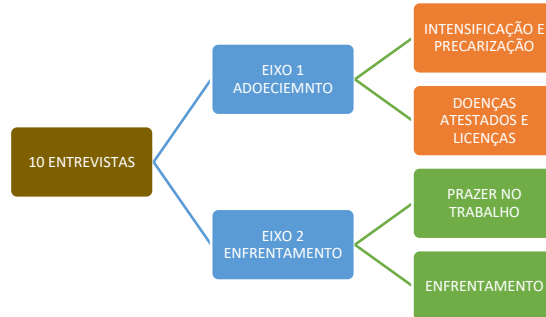 10 ENTREVISTAS
EIXO 1
ADOECIEMNTO
INTENSIFICAÇÃO E
PRECARIZAÇÃO
DOENÇAS
ATESTADOS E
LICENÇAS
EIXO 2
ENFRENTAMENTO
PRAZER NO
TRABALHO
ENFRENTAMENTO